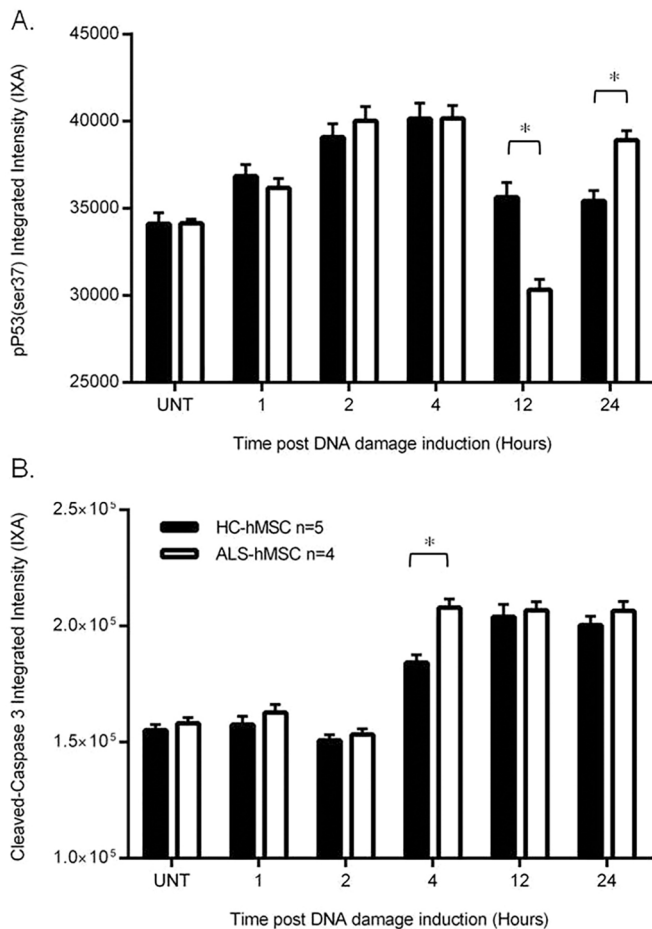 A.
pP53(ser37) Integrated Intensity (IXA)
45000
40000
35000
30000
25000
*
*
UNT 1 2 4 12 24
Time post DNA damage induction (Hours)
B.
Cleaved-Caspase 3 Integrated Intensity (IXA)
2.5×10⁵
2.0×10⁵
1.5×10⁵
1.0×10⁵
HC-hMSC n=5
ALS-hMSC n=4
*
UNT 1 2 4 12 24
Time post DNA damage induction (Hours)